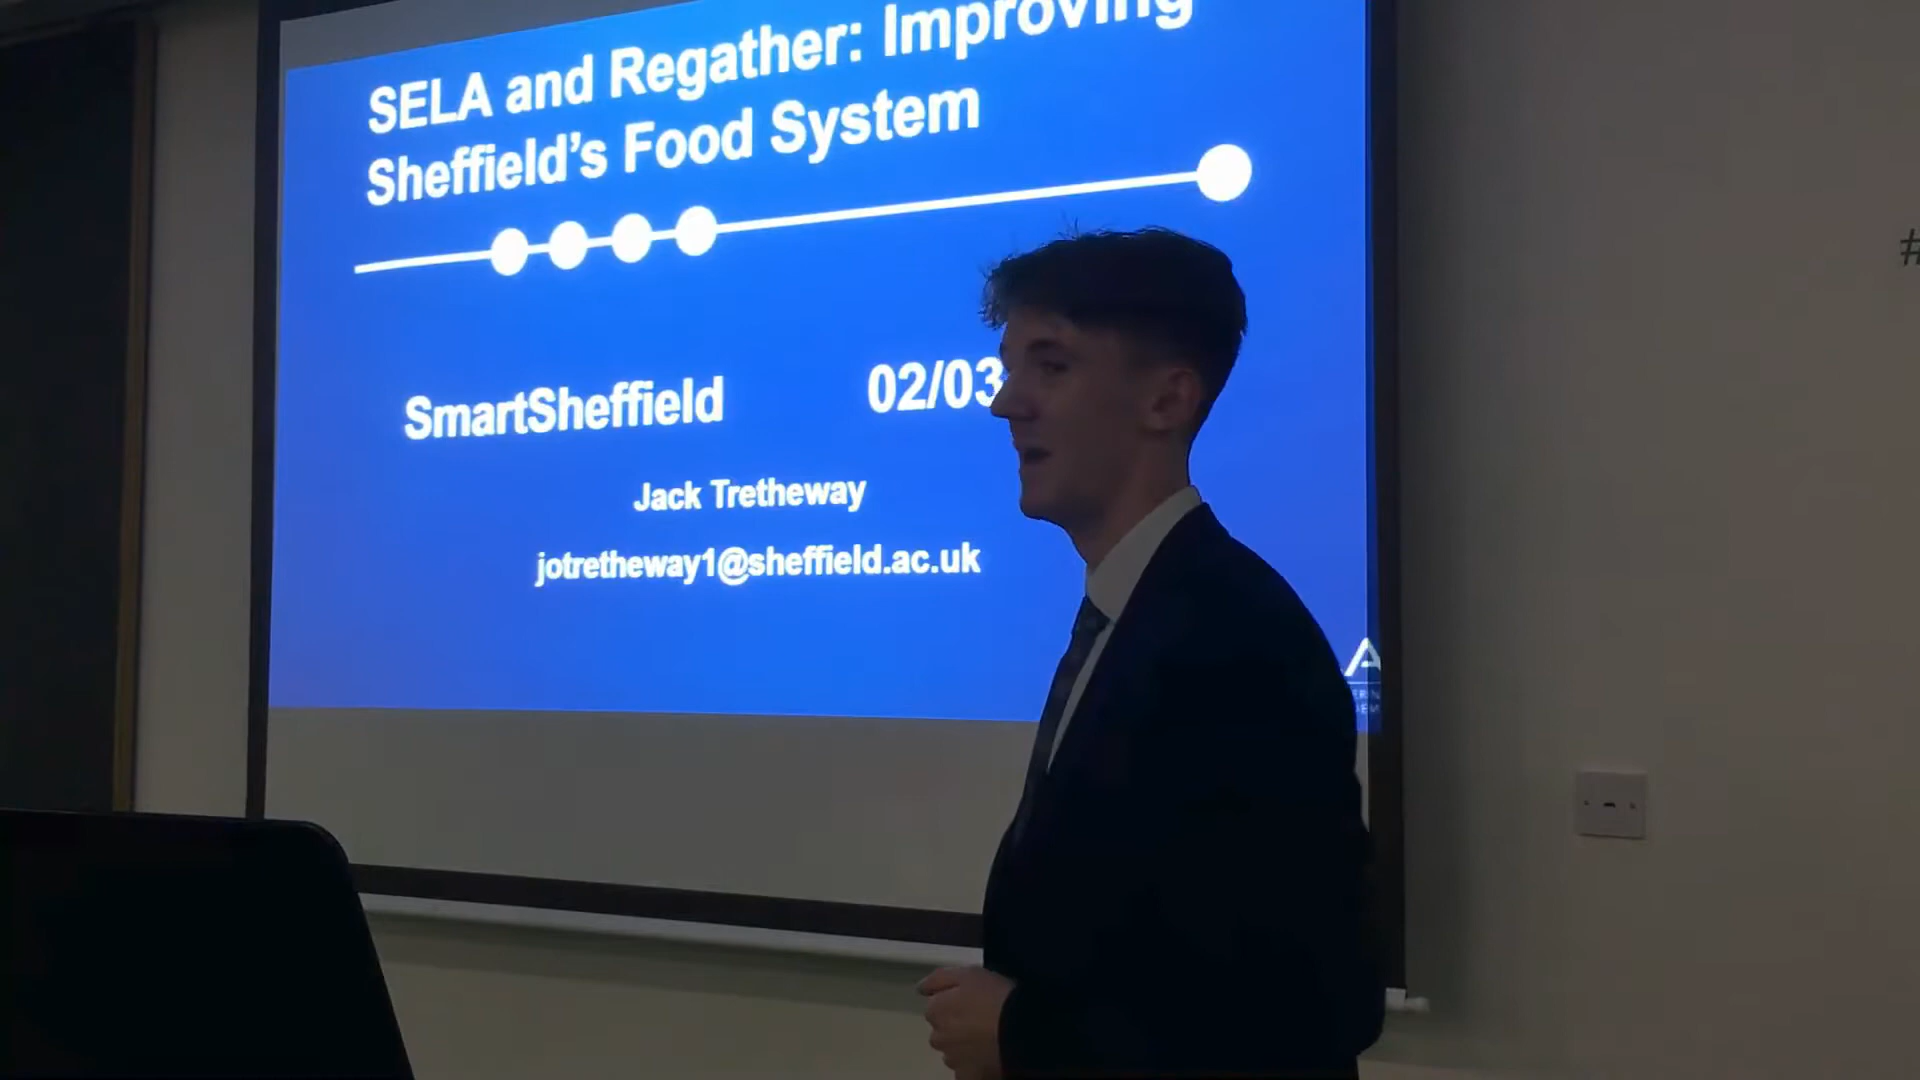 SELA and Regather: Improving
Sheffield's Food System
SmartSheffield 02/03
Jack Tretheway
jotretheway1@sheffield.ac.uk
#